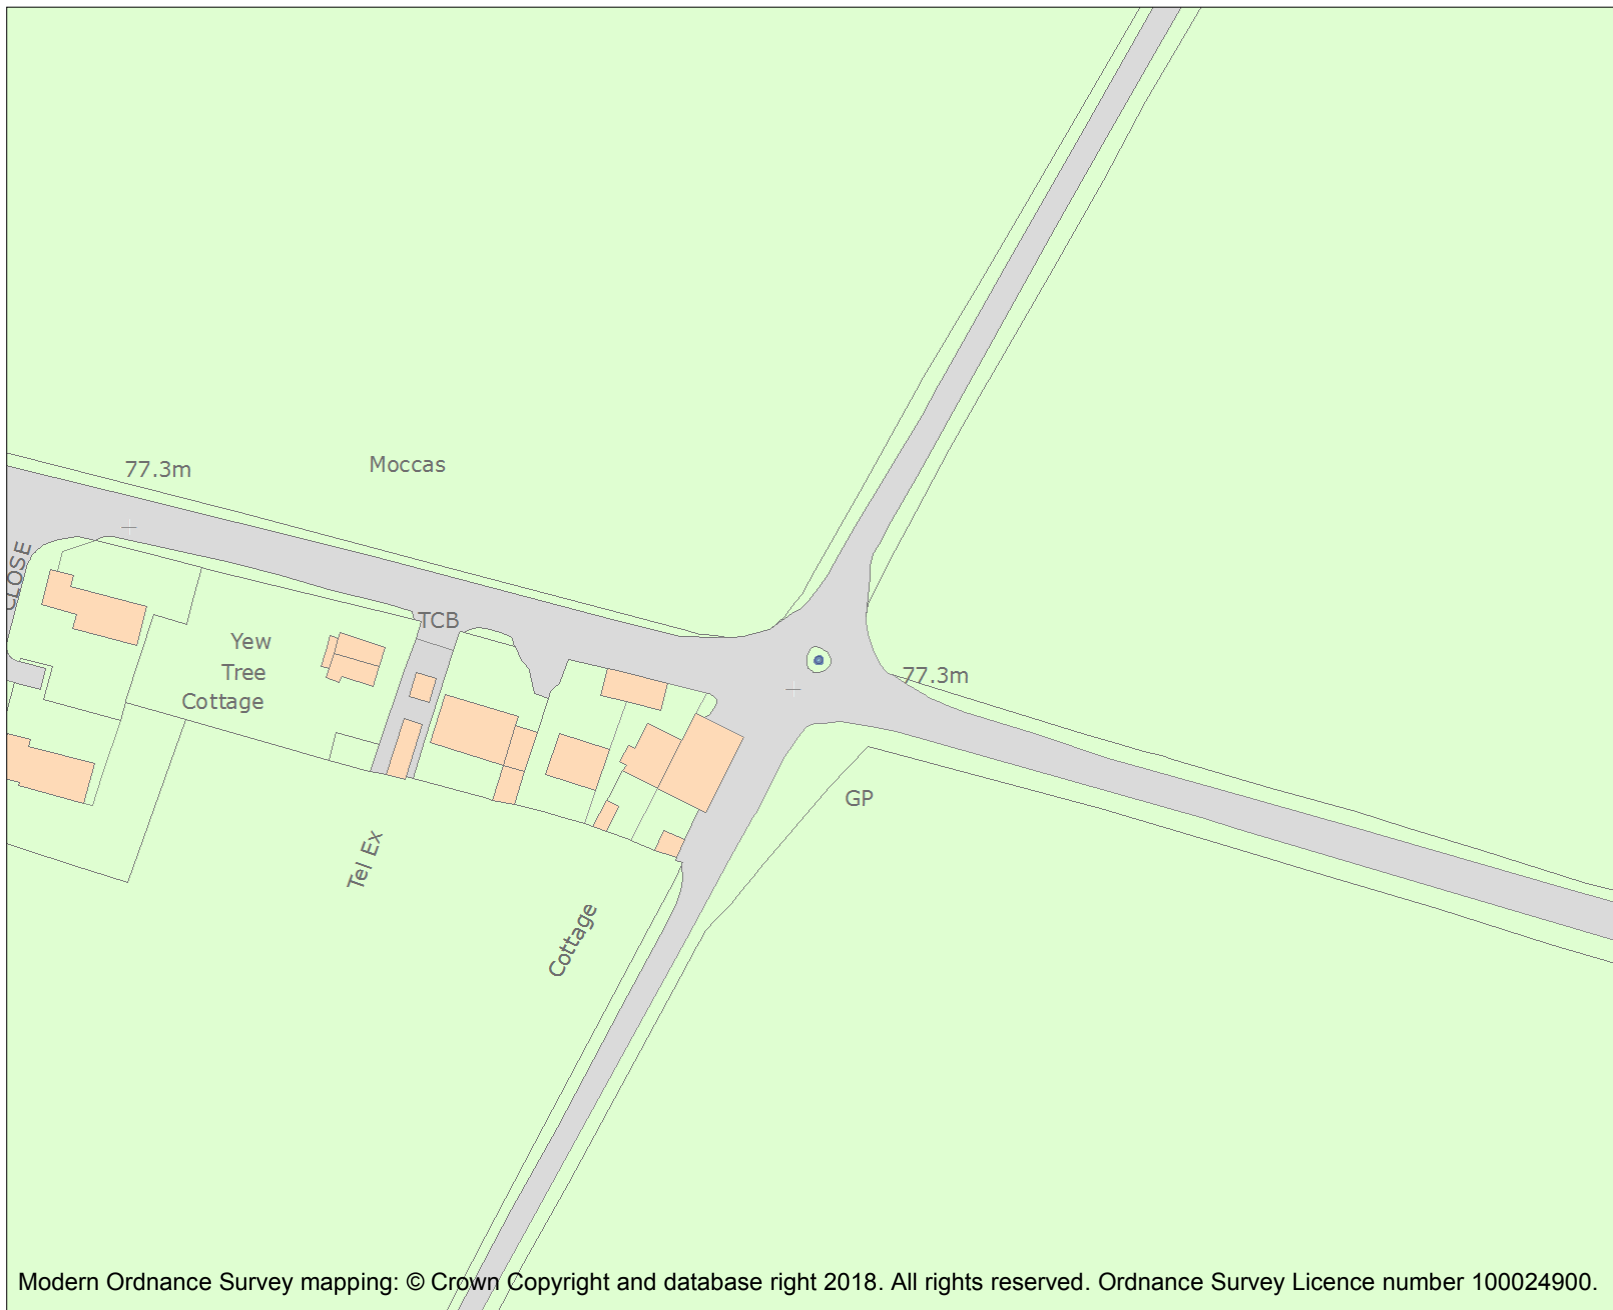 77.3m
Moccas
CLOSE
TCB
Yew
Tree
Cottage
77.3m
GP
Tel Ex
Cottage
Modern Ordnance Survey mapping: © Crown Copyright and database right 2018. All rights reserved. Ordnance Survey Licence number 100024900.